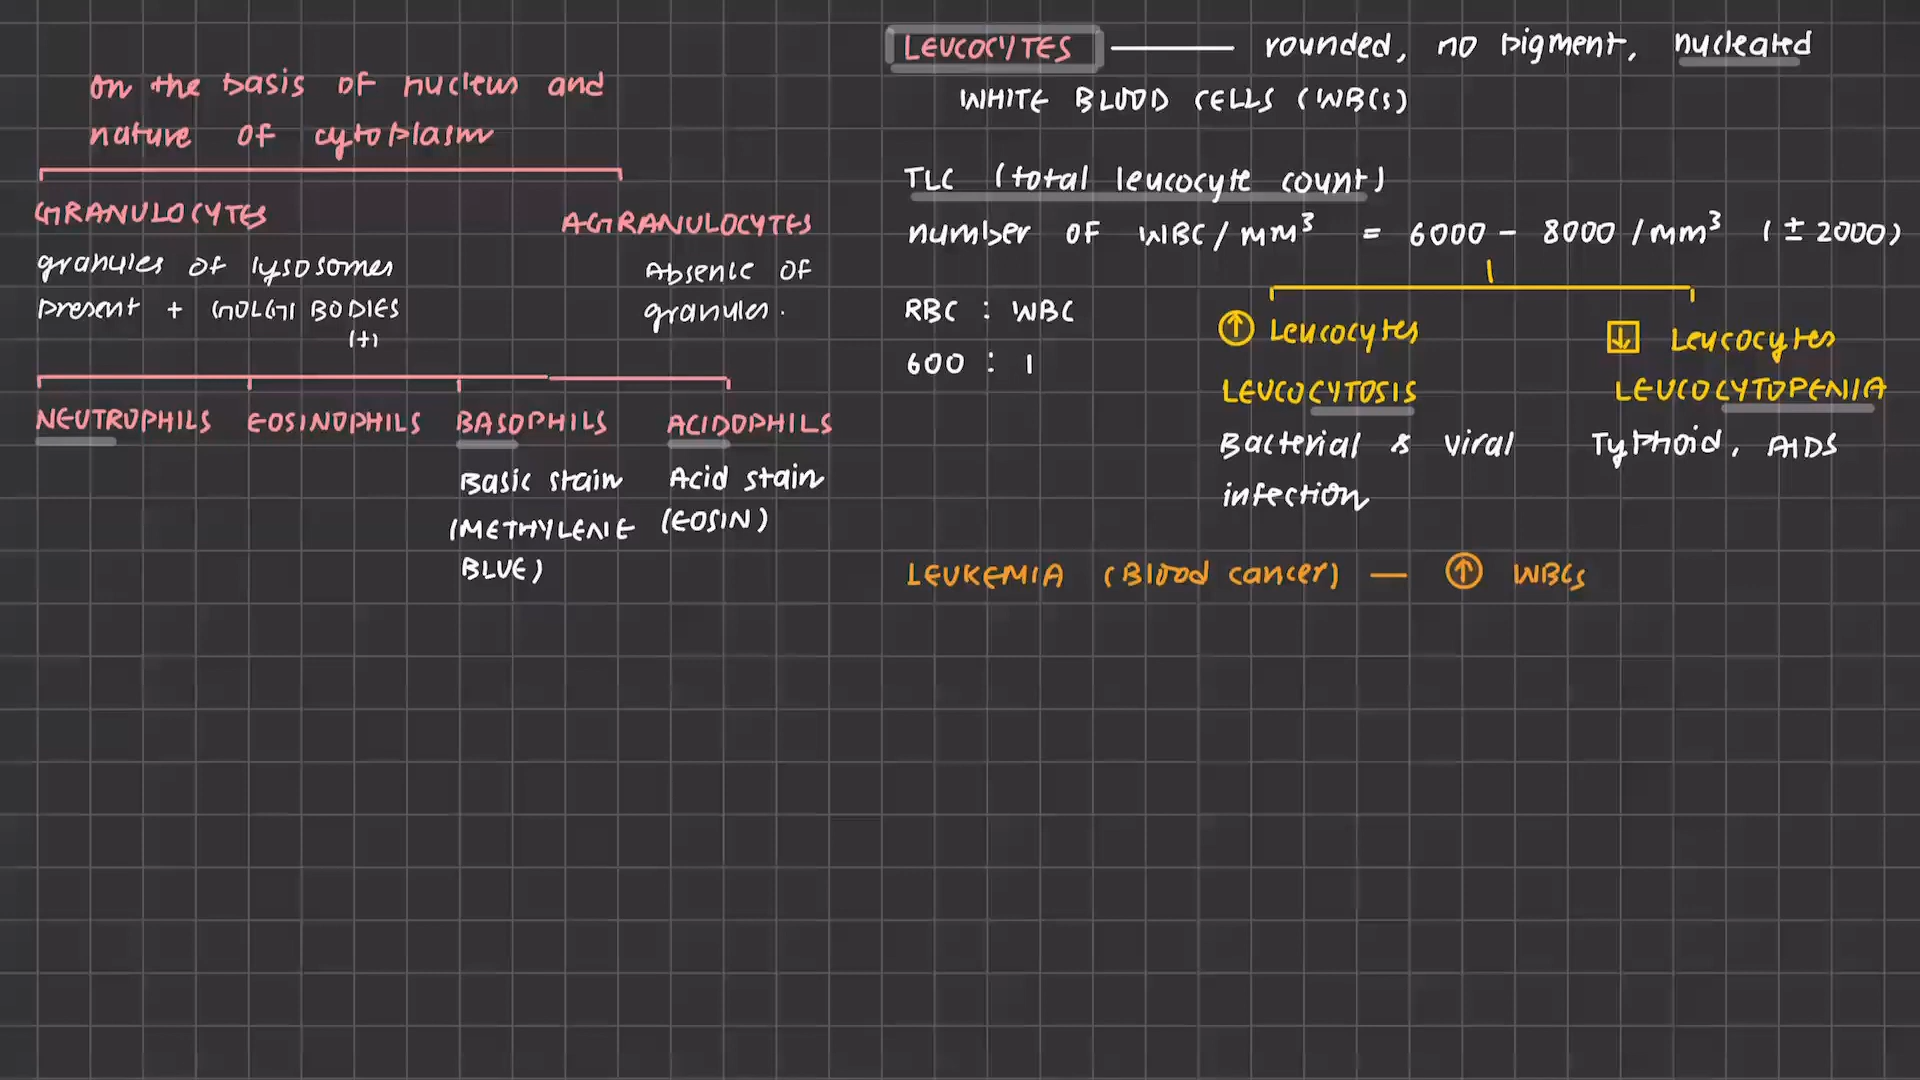 on the basis of nucleus and
nature of cytoplasm
GRANULOCYTES
granules of lysosomes
present + GOLGI BODIES
(+)
AGRANULOCYTES
Absence of
granules.
NEUTROPHILS EOSINOPHILS BASOPHILS ACIDOPHILS
Basic stain
(METHYLENE
BLUE)
Acid stain
(EOSIN)
LEUCOCYTES — rounded, no pigment, nucleated
WHITE BLOOD CELLS (WBCs)
TLC (total leucocyte count)
number of WBC/mm³ = 6000 - 8000/mm³ (± 2000)
RBC : WBC
600 : 1
↑ Leucocytes
LEUCOCYTOSIS
Bacterial & viral
infection
↓ Leucocytes
LEUCOCYTOPENIA
Typhoid, AIDS
LEUKEMIA (Blood cancer) — ↑ WBCs